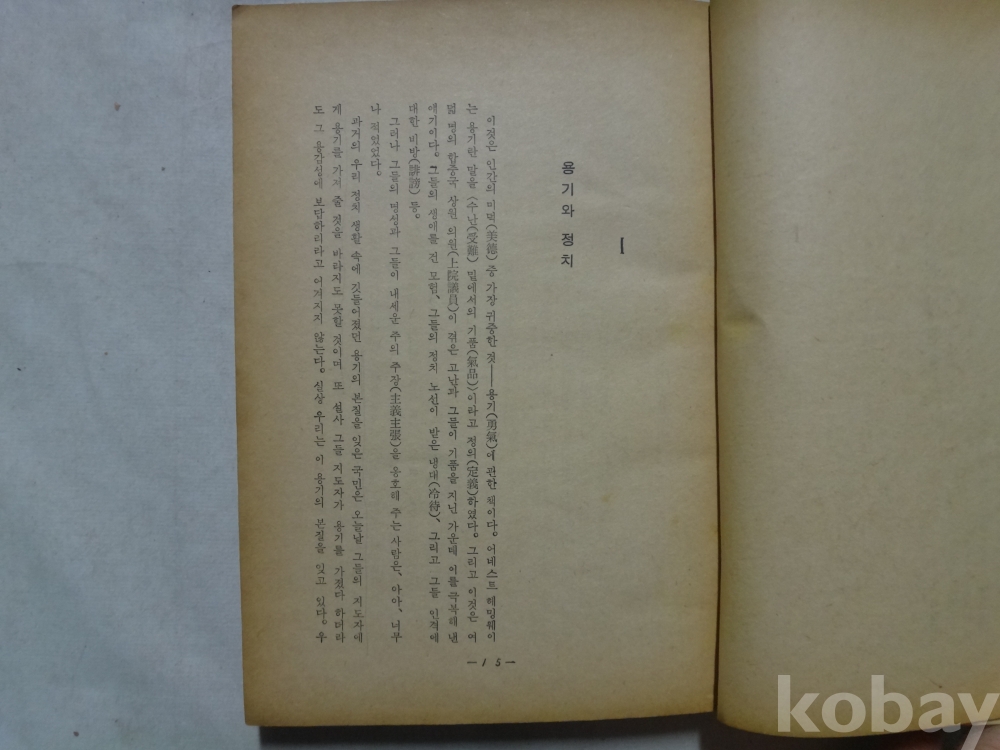 I
용기와 정치
이것은 인간의 미덕(美德) 중 가장 귀중한 것──용기(勇氣)에 관한 책이다. 어네스트 헤밍웨이
는 용기란 말을 〈수난(受難) 밑에서의 기품(氣品)〉이라고 정의(定義)하였다. 그리고 이것은 여
덟 명의 합중국 상원 의원(上院議員)이 겪은 고난과 그들이 기품을 지닌 가운데 이를 극복해 낸
얘기이다. 그들의 생애를 건 모험, 그들의 정치 노선이 받은 냉대(冷待), 그리고 그들 인격에
대한 비방(誹謗) 등.
그러나 그들의 명성과 그들이 내세운 주의 주장(主義主張)을 옹호해 주는 사람은, 아아, 너무
나 적었었다.
과거의 우리 정치 생활 속에 깃들어졌던 용기의 본질을 잊은 국민은 오늘날 그들의 지도자에
게 용기를 가져 줄 것을 바라지도 못할 것이며 또 설사 그들 지도자가 용기를 가졌다 하더라
도 그 용감성에 보답하리라고 여겨지지 않는다. 실상 우리는 이 용기의 본질을 잊고 있다. 우
—15—
kobay